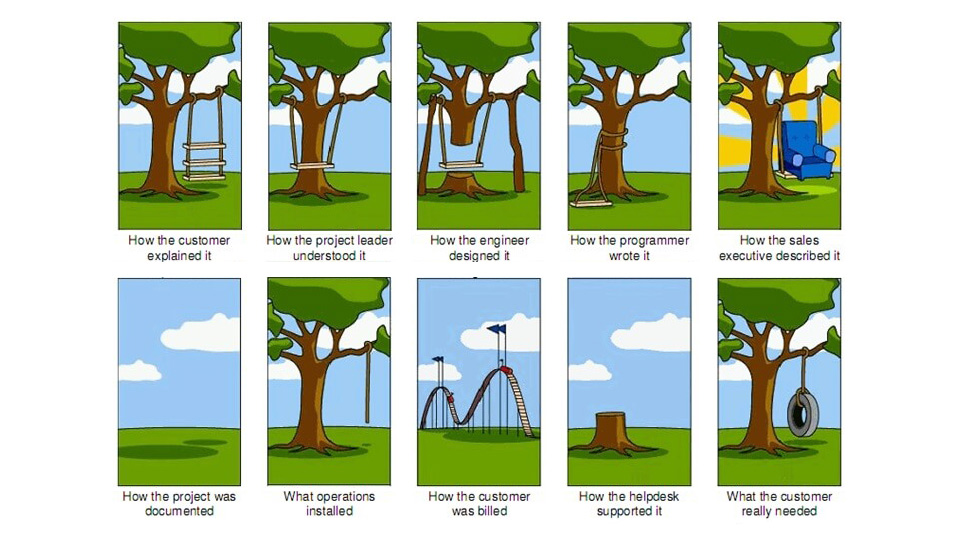 How the customer
explained it
How the project leader
understood it
How the engineer
designed it
How the programmer
wrote it
How the sales
executive described it
How the project was
documented
What operations
installed
How the customer
was billed
How the helpdesk
supported it
What the customer
really needed